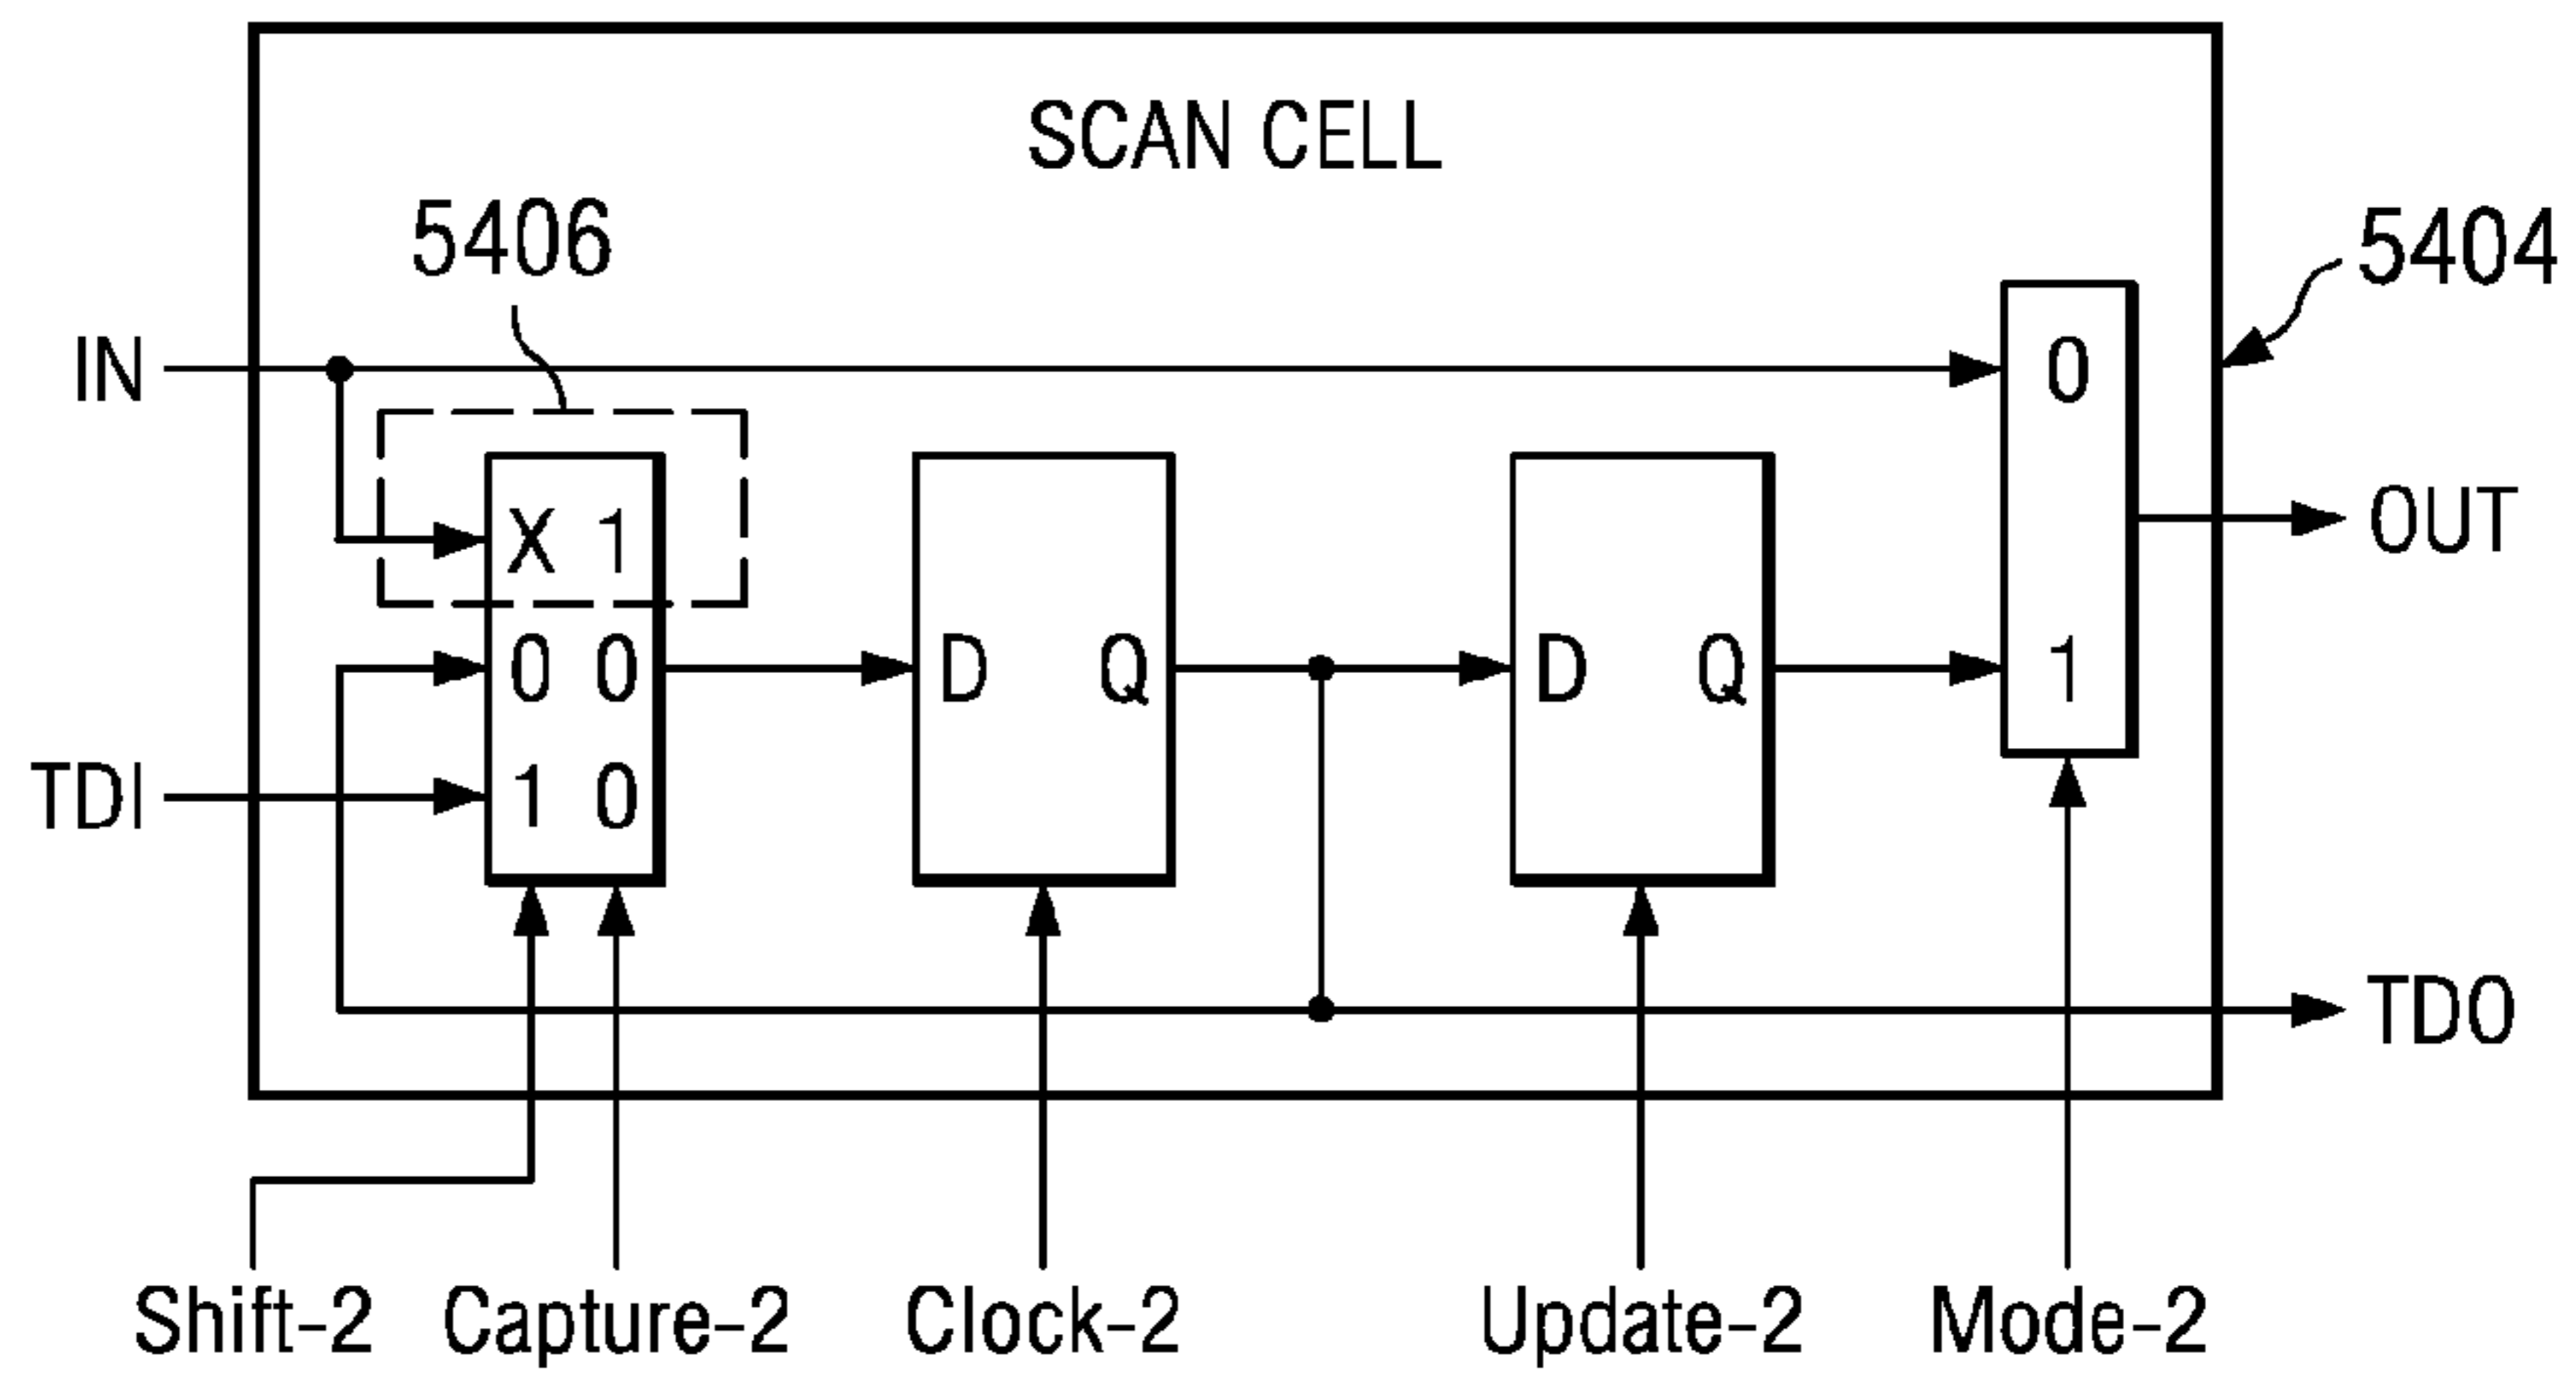 SCAN CELL
5406
5404
IN
0
X 1
OUT
0 0
D Q
D Q
1
TDI
1 0
TDO
Shift-2 Capture-2 Clock-2 Update-2 Mode-2